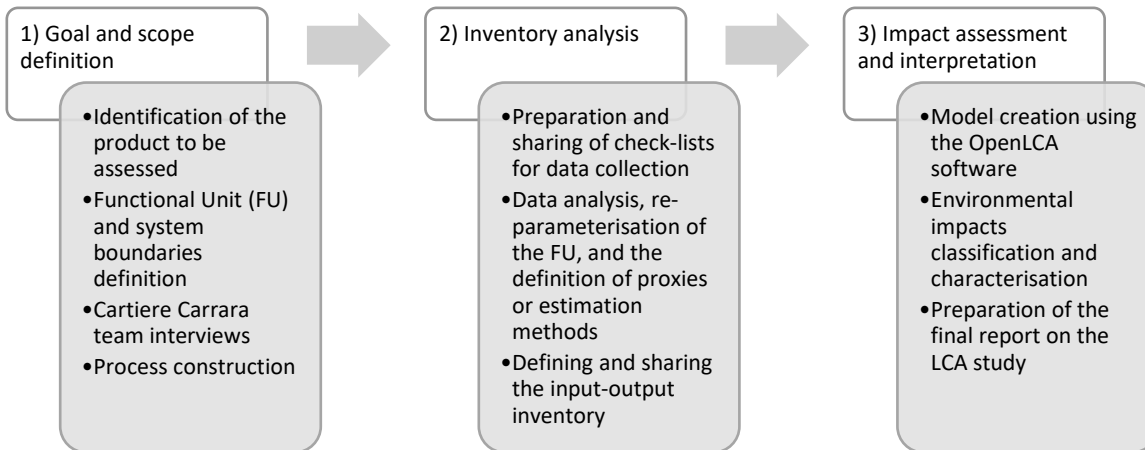 1) Goal and scope
definition
•Identification of the
product to be
assessed
•Functional Unit (FU)
and system
boundaries
definition
•Cartiere Carrara
team interviews
•Process construction
2) Inventory analysis
•Preparation and
sharing of check-lists
for data collection
•Data analysis, re-
parameterisation of
the FU, and the
definition of proxies
or estimation
methods
•Defining and sharing
the input-output
inventory
3) Impact assessment
and interpretation
•Model creation using
the OpenLCA
software
•Environmental
impacts
classification and
characterisation
•Preparation of the
final report on the
LCA study